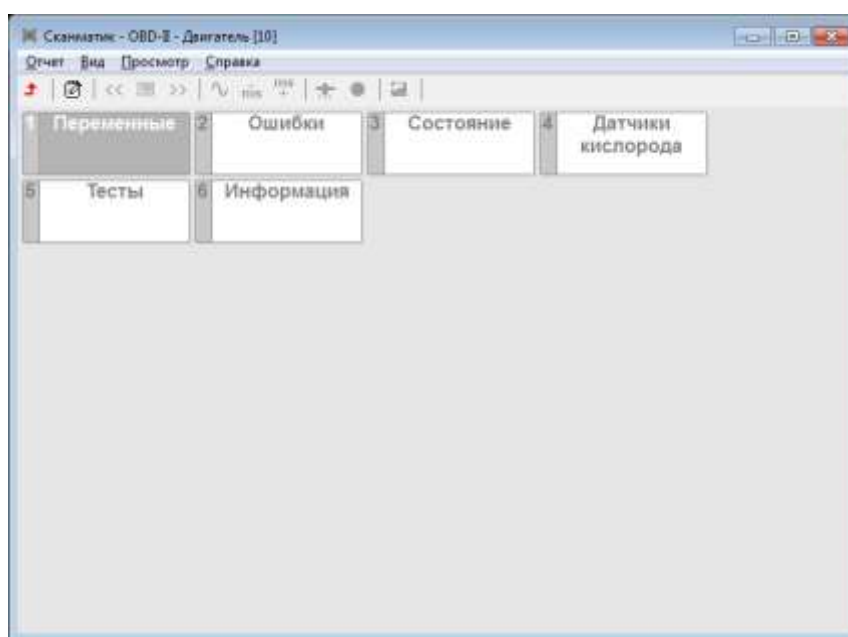 Сканматик - OBD-II - Двигатель [10]
Отчет Вид Просмотр Справка
1 Переменные 2 Ошибки 3 Состояние 4 Датчики кислорода
5 Тесты 6 Информация